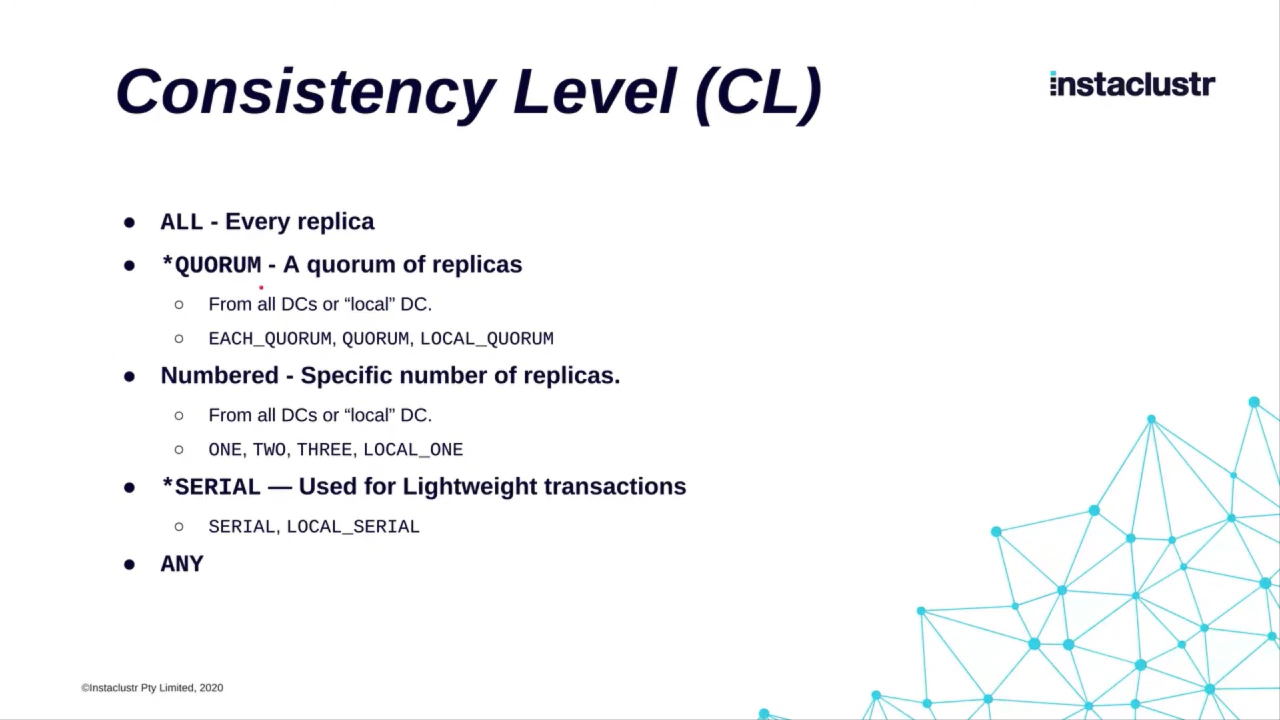 Consistency Level (CL)
instaclustr
● ALL - Every replica
● *QUORUM - A quorum of replicas
○ From all DCs or “local” DC.
○ EACH_QUORUM, QUORUM, LOCAL_QUORUM
● Numbered - Specific number of replicas.
○ From all DCs or “local” DC.
○ ONE, TWO, THREE, LOCAL_ONE
● *SERIAL — Used for Lightweight transactions
○ SERIAL, LOCAL_SERIAL
● ANY
©Instaclustr Pty Limited, 2020